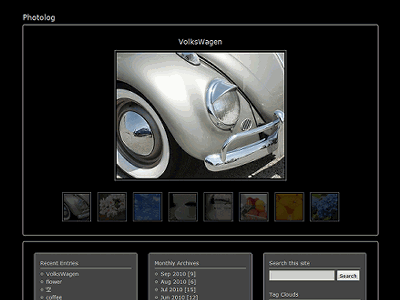 Photolog
VolksWagen
Recent Entries
VolksWagen
flower
空
coffee
Monthly Archives
Sep 2010 [9]
Aug 2010 [6]
Jul 2010 [15]
Jun 2010 [12]
Search this site
Search
Tag Clouds